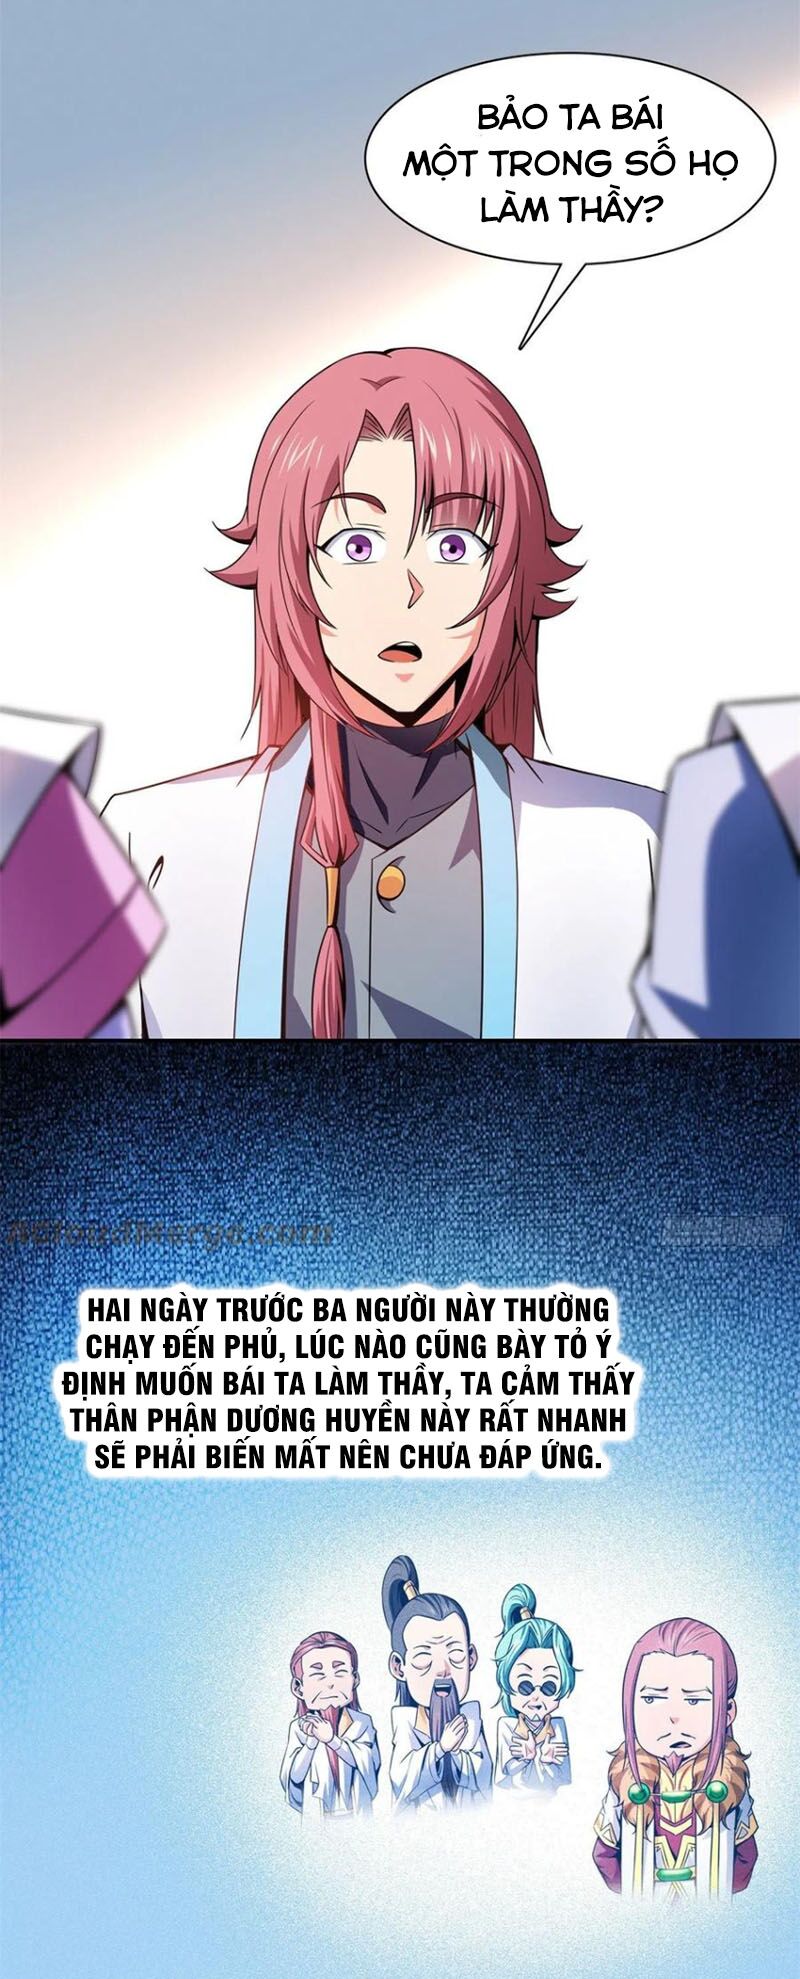 BẢO TA BÁI
MỘT TRONG SỐ HỌ
LÀM THẦY?
ACloudMerge.com
HAI NGÀY TRƯỚC BA NGƯỜI NÀY THƯỜNG
CHẠY ĐẾN PHỦ, LÚC NÀO CŨNG BÀY TỎ Ý
ĐỊNH MUỐN BÁI TA LÀM THẦY, TA CẢM THẤY
THÂN PHẬN DƯƠNG HUYỀN NÀY RẤT NHANH
SẼ PHẢI BIẾN MẤT NÊN CHƯA ĐÁP ỨNG.